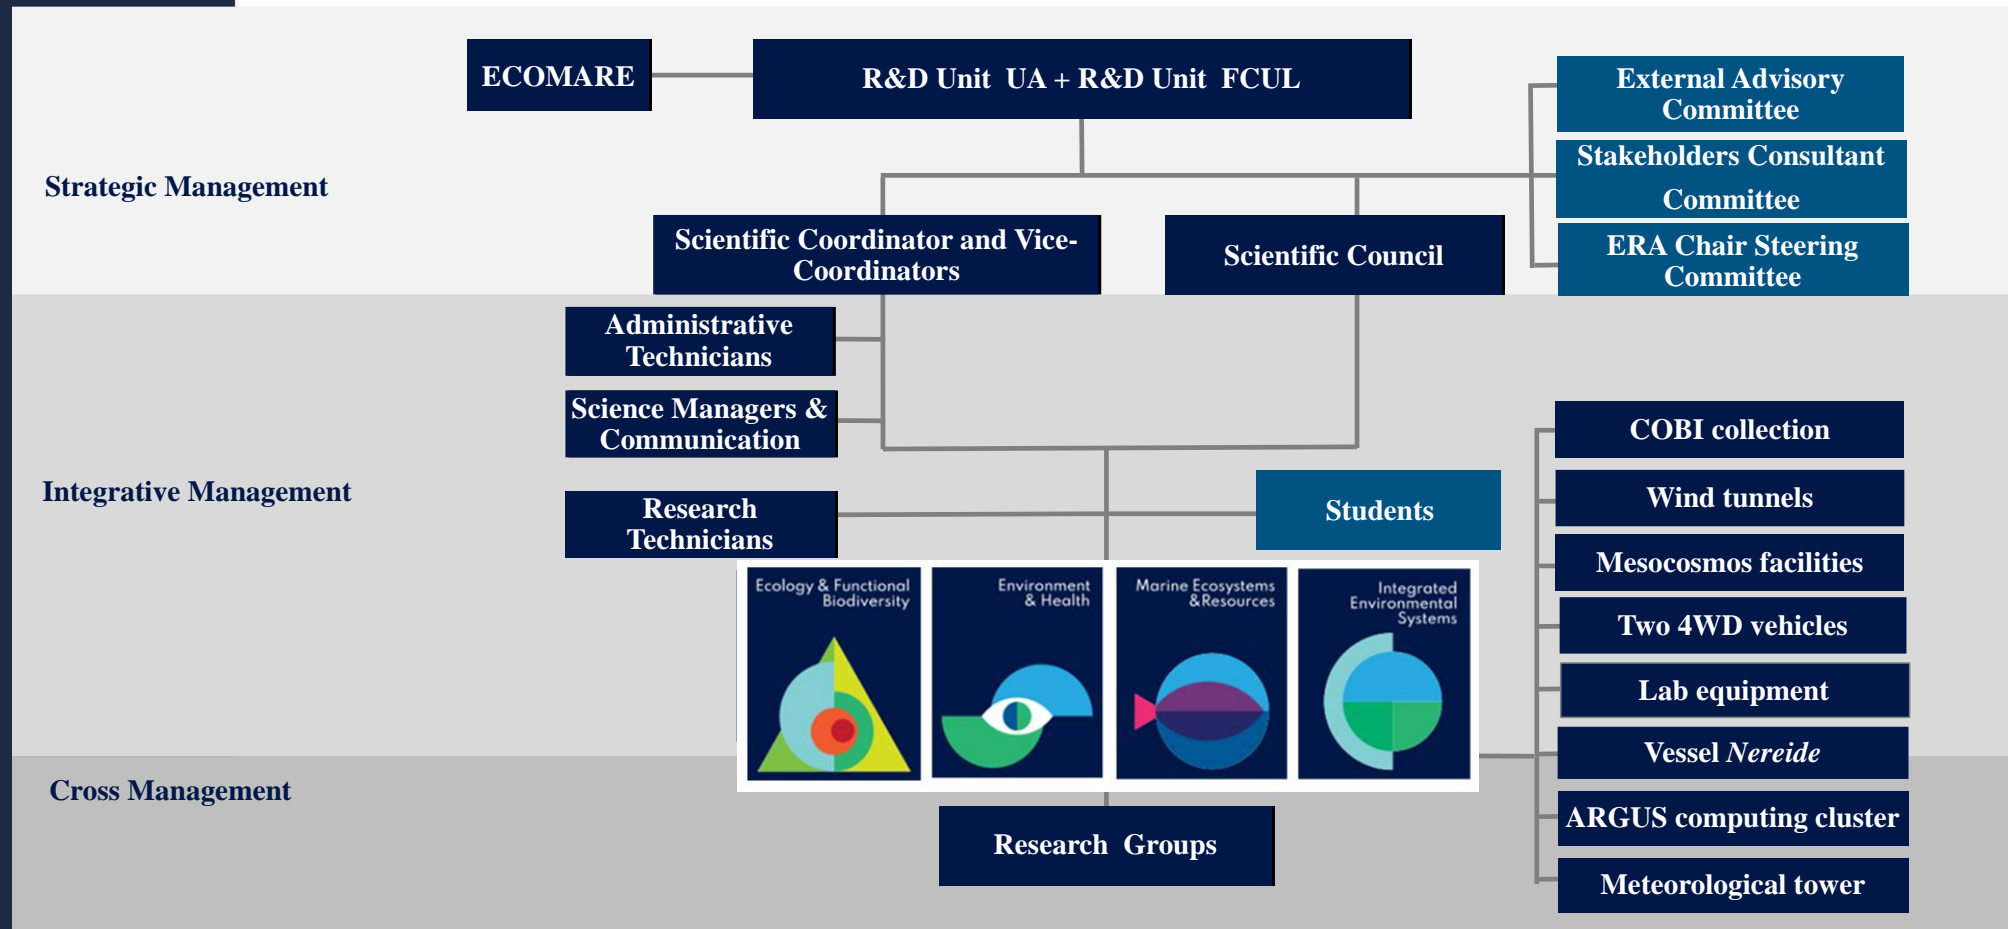 ECOMARE
R&D Unit UA + R&D Unit FCUL
External Advisory
Committee
Stakeholders Consultant
Committee
ERA Chair Steering
Committee
Strategic Management
Scientific Coordinator and Vice-
Coordinators
Scientific Council
Administrative
Technicians
Science Managers &
Communication
Integrative Management
Research
Technicians
Students
COBI collection
Wind tunnels
Mesocosmos facilities
Two 4WD vehicles
Lab equipment
Vessel Nereide
ARGUS computing cluster
Meteorological tower
Ecology & Functional
Biodiversity
Environment
& Health
Marine Ecosystems
&Resources
Integrated
Environmental
Systems
Cross Management
Research Groups